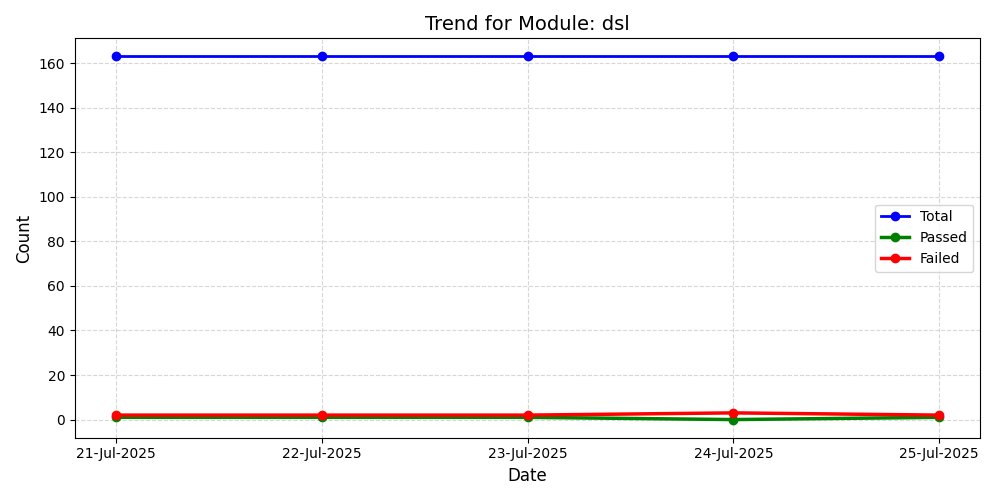 Trend for Module: dsl
160
140
120
100
80
60
40
20
0
Count
Total
Passed
Failed
21-Jul-2025 22-Jul-2025 23-Jul-2025 24-Jul-2025 25-Jul-2025
Date